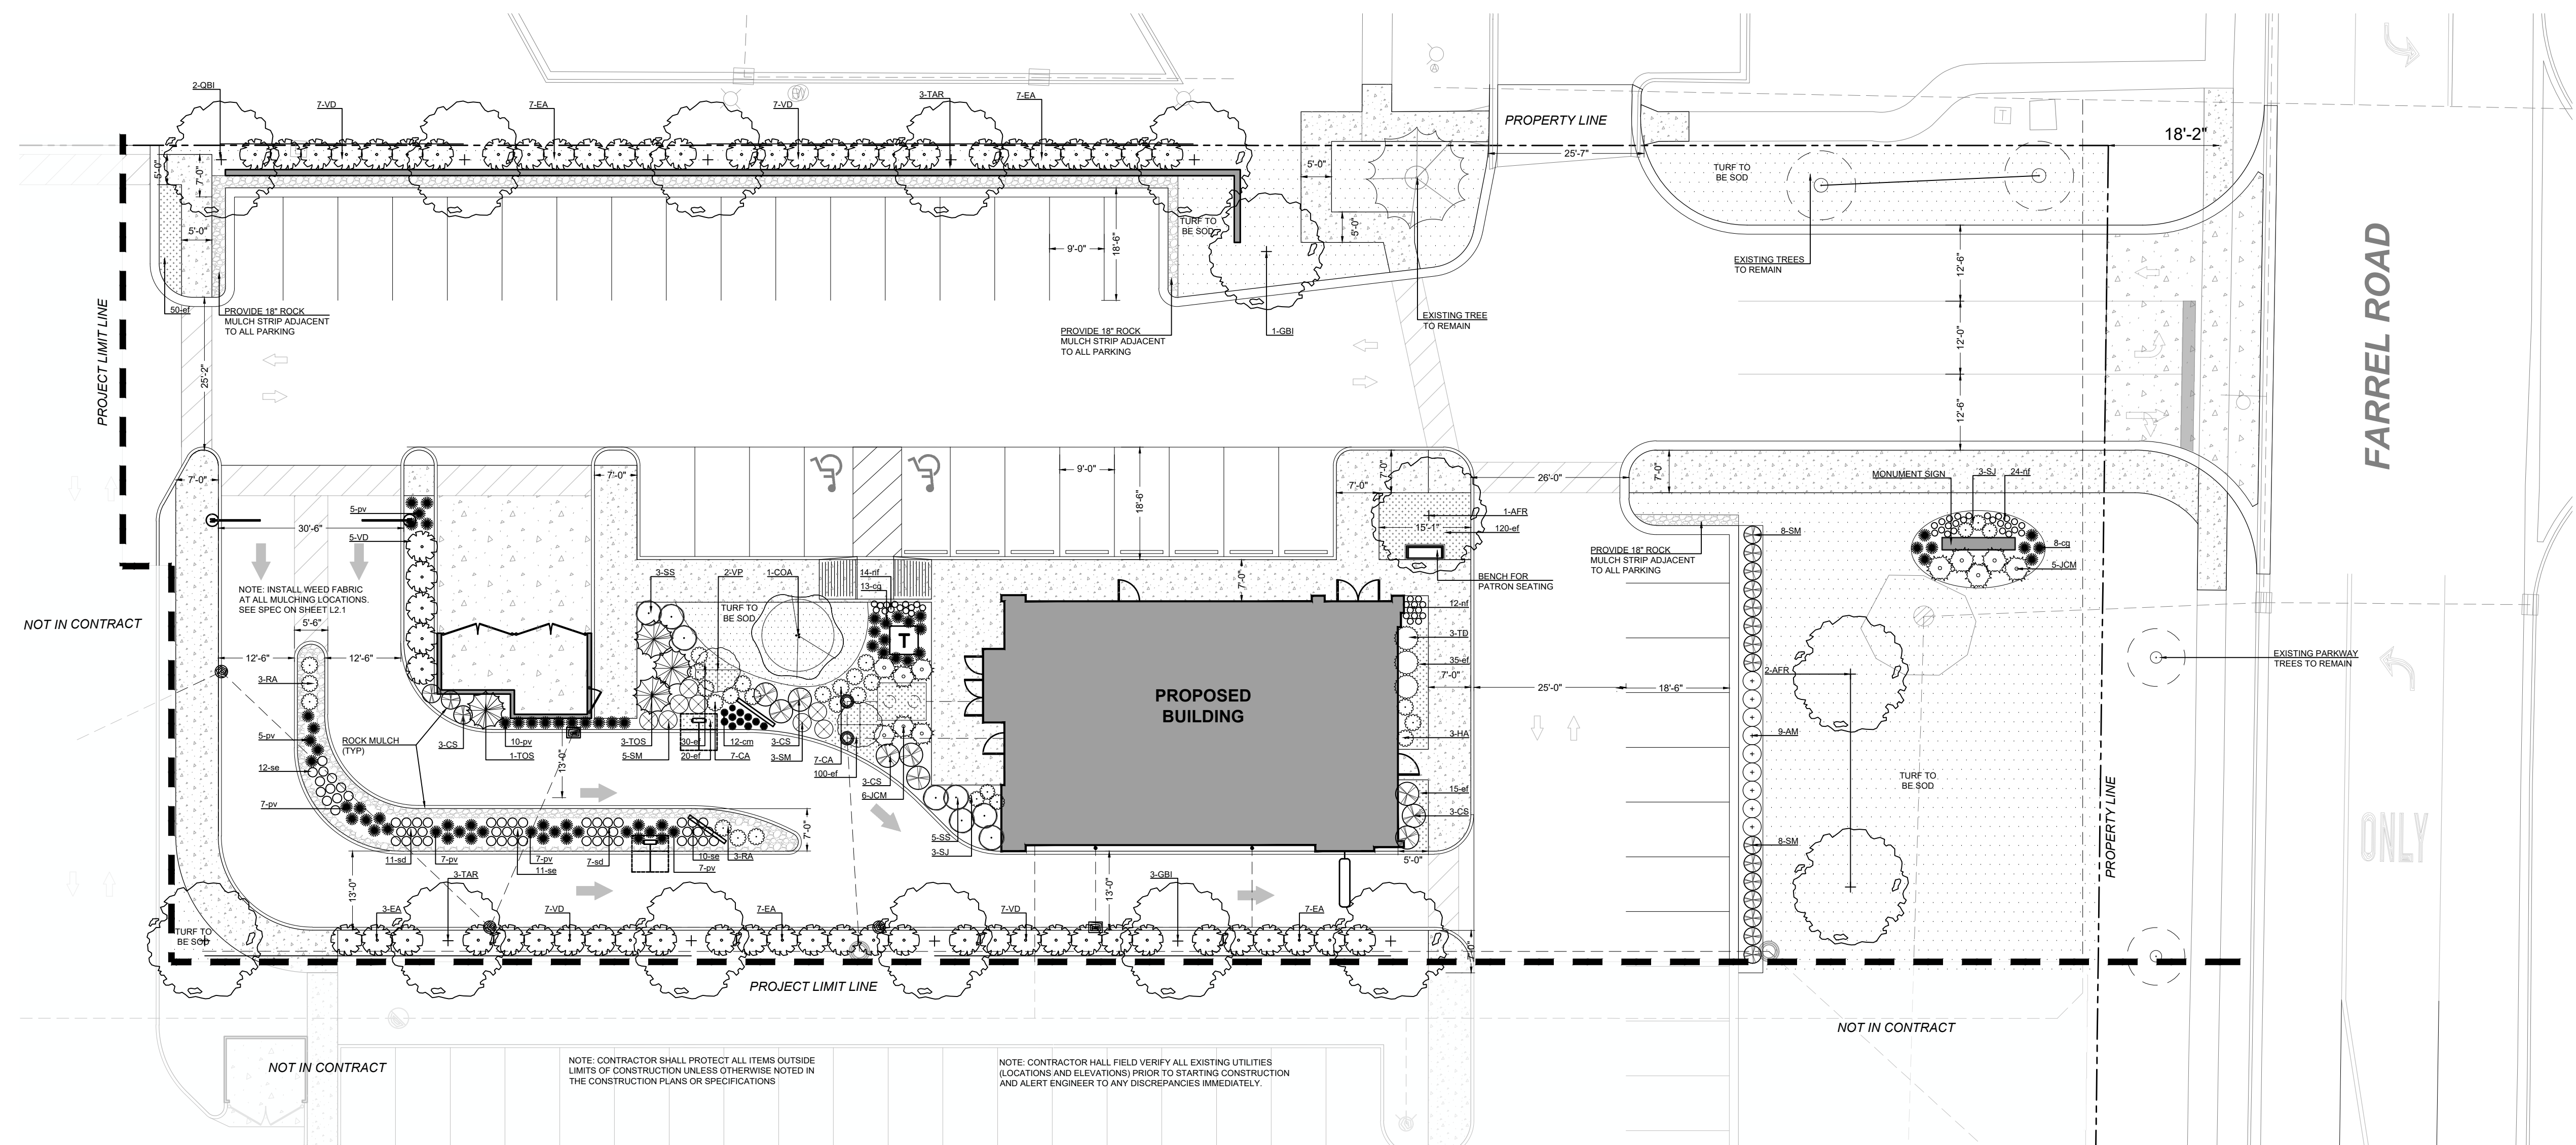 2-QBI
7-VD
7-EA
7-VD
3-TAR
7-EA
GW
A
T
PROPERTY LINE
18'-2"
25'-7"
5'-0"
7'-0"
5'-0"
5'-0"
5'-0"
TURF TO
BE SOD
TURF TO
BE SOD
9'-0"
18'-6"
50-ef
PROVIDE 18" ROCK
MULCH STRIP ADJACENT
TO ALL PARKING
PROVIDE 18" ROCK
MULCH STRIP ADJACENT
TO ALL PARKING
1-GBI
EXISTING TREE
TO REMAIN
EXISTING TREES
TO REMAIN
12'-6"
12'-0"
12'-6"
FARREL ROAD
PROJECT LIMIT LINE
25'-2"
7'-0"
7'-0"
9'-0"
18'-6"
7'-0"
7'-0"
26'-0"
7'-0"
MONUMENT SIGN
3-SJ
24-nf
8-cg
5-JCM
5-pv
5-VD
30'-6"
1-AFR
15'-1"
120-ef
8-SM
PROVIDE 18" ROCK
MULCH STRIP ADJACENT
TO ALL PARKING
BENCH FOR
PATRON SEATING
NOTE: INSTALL WEED FABRIC
AT ALL MULCHING LOCATIONS.
SEE SPEC ON SHEET L2.1
NOT IN CONTRACT
5'-6"
12'-6"
12'-6"
3-SS
2-VP
1-COA
14-nf
13-cg
TURF TO
BE SOD
T
7'-0"
12-nf
3-TD
35-ef
7'-0"
25'-0"
18'-6"
2-AFR
EXISTING PARKWAY
TREES TO REMAIN
3-RA
5-pv
12-se
7-pv
ROCK MULCH
(TYP)
3-CS
10-pv
1-TOS
13'-0"
3-TOS
5-SM
30-ef
20-ef
12-cm
7-CA
3-CS
3-SM
7-CA
100-ef
3-CS
6-JCM
PROPOSED
BUILDING
3-HA
15-ef
3-CS
9-AM
TURF TO
BE SOD
PROPERTY LINE
ONLY
8-SM
7'-0"
5-SS
3-SJ
5'-0"
11-sd
7-pv
11-se
7-pv
7-sd
10-se
7-pv
3-RA
13'-0"
3-TAR
3-EA
7-VD
7-EA
7-VD
13'-0"
3-GBI
7-EA
TURF TO
BE SOD
PROJECT LIMIT LINE
NOT IN CONTRACT
NOT IN CONTRACT
NOTE: CONTRACTOR SHALL PROTECT ALL ITEMS OUTSIDE
LIMITS OF CONSTRUCTION UNLESS OTHERWISE NOTED IN
THE CONSTRUCTION PLANS OR SPECIFICATIONS
NOTE: CONTRACTOR HALL FIELD VERIFY ALL EXISTING UTILITIES
(LOCATIONS AND ELEVATIONS) PRIOR TO STARTING CONSTRUCTION
AND ALERT ENGINEER TO ANY DISCREPANCIES IMMEDIATELY.